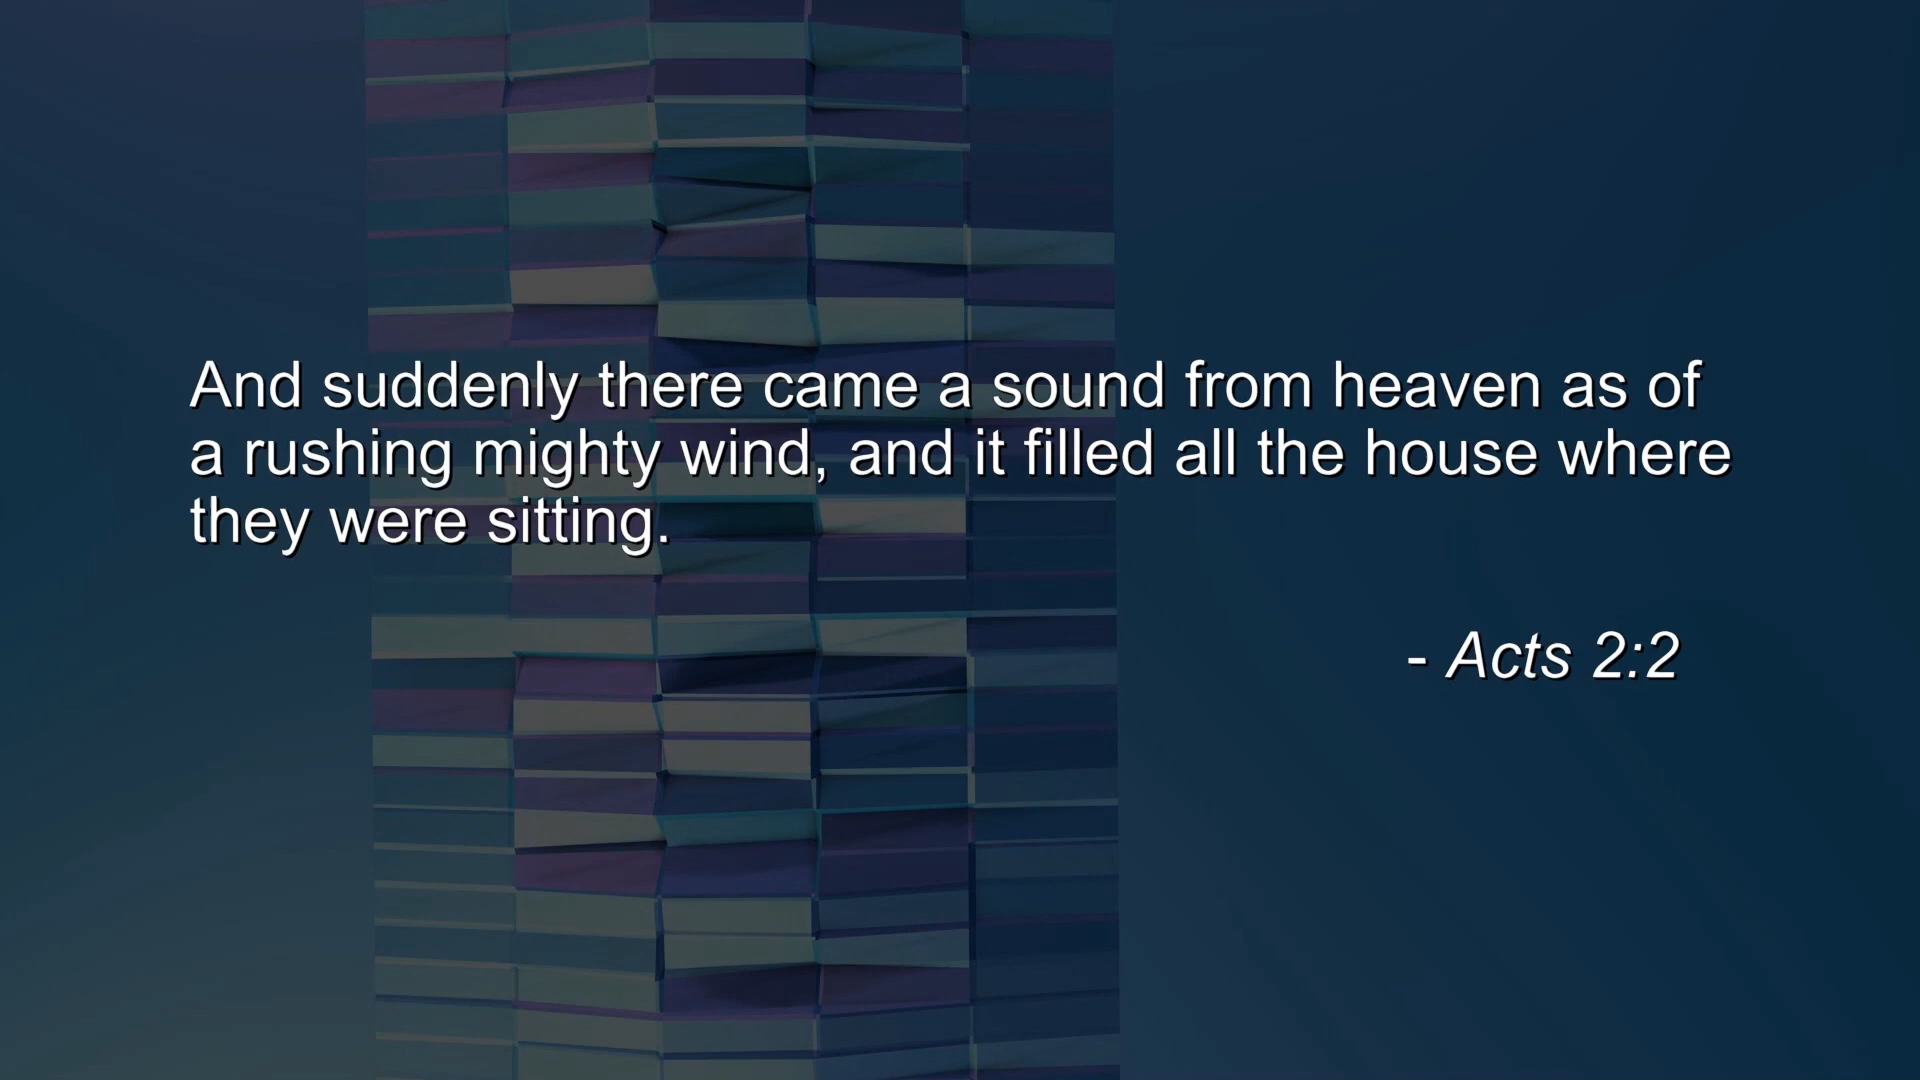 And suddenly there came a sound from heaven as of
a rushing mighty wind, and it filled all the house where
they were sitting.
- Acts 2:2